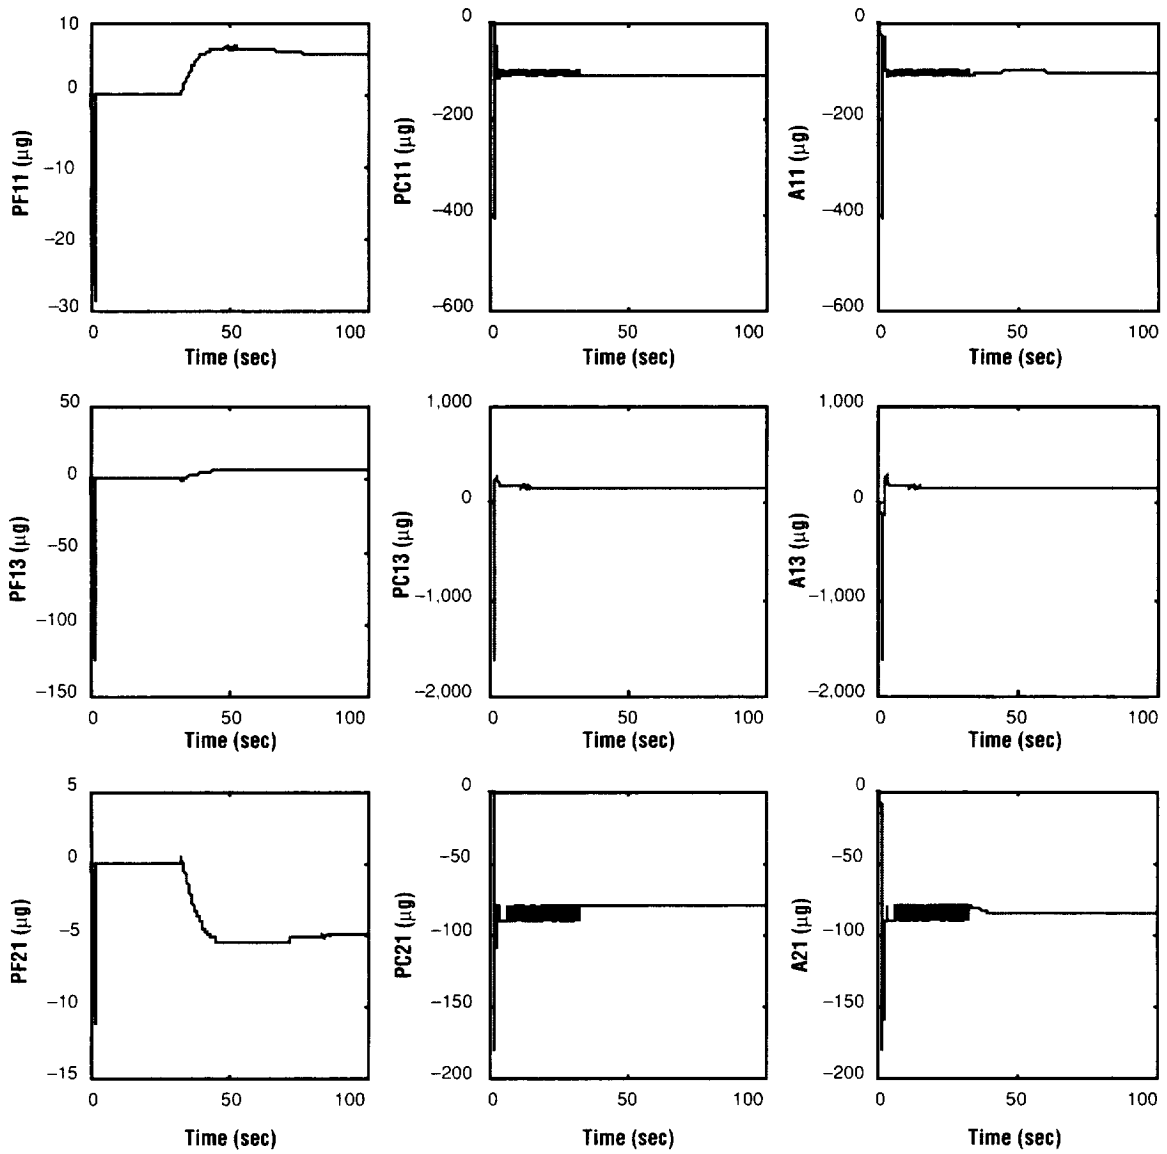 10
0
−10
−20
−30
PF11 (µg)
0 50 100
Time (sec)
0
−200
−400
−600
PC11 (µg)
0 50 100
Time (sec)
0
−200
−400
−600
A11 (µg)
0 50 100
Time (sec)
50
0
−50
−100
−150
PF13 (µg)
0 50 100
Time (sec)
1,000
0
−1,000
−2,000
PC13 (µg)
0 50 100
Time (sec)
1,000
0
−1,000
−2,000
A13 (µg)
0 50 100
Time (sec)
5
0
−5
−10
−15
PF21 (µg)
0 50 100
Time (sec)
0
−50
−100
−150
−200
PC21 (µg)
0 50 100
Time (sec)
0
−50
−100
−150
−200
A21 (µg)
0 50 100
Time (sec)